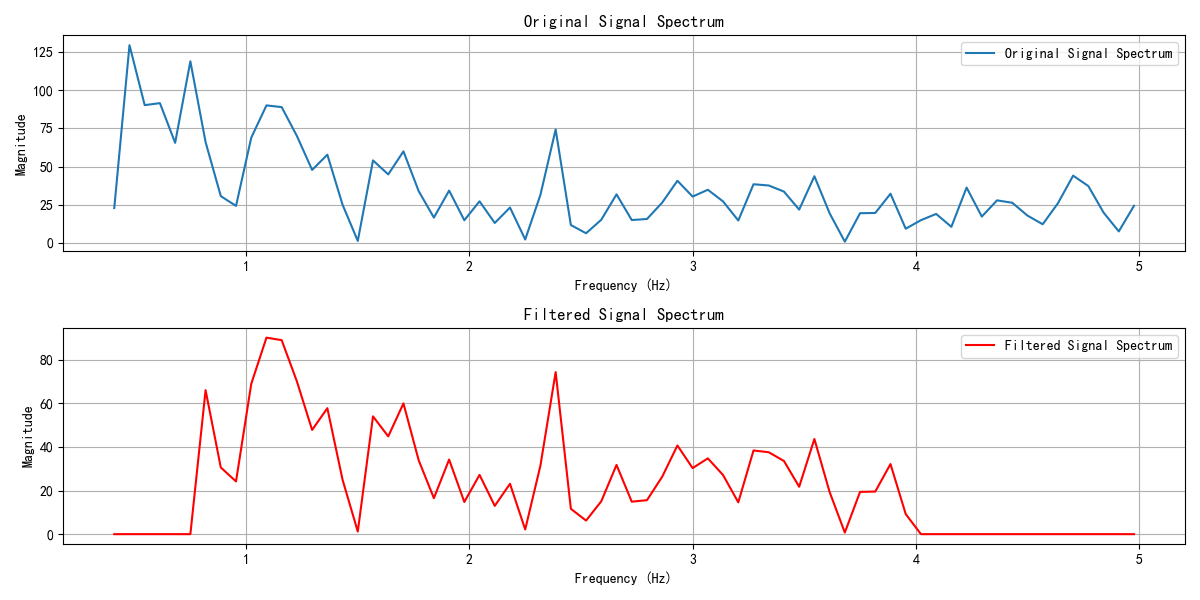 Original Signal Spectrum
125
100
75
50
25
0
Magnitude
Original Signal Spectrum
1 2 3 4 5
Frequency (Hz)
Filtered Signal Spectrum
80
60
40
20
0
Magnitude
Filtered Signal Spectrum
1 2 3 4 5
Frequency (Hz)